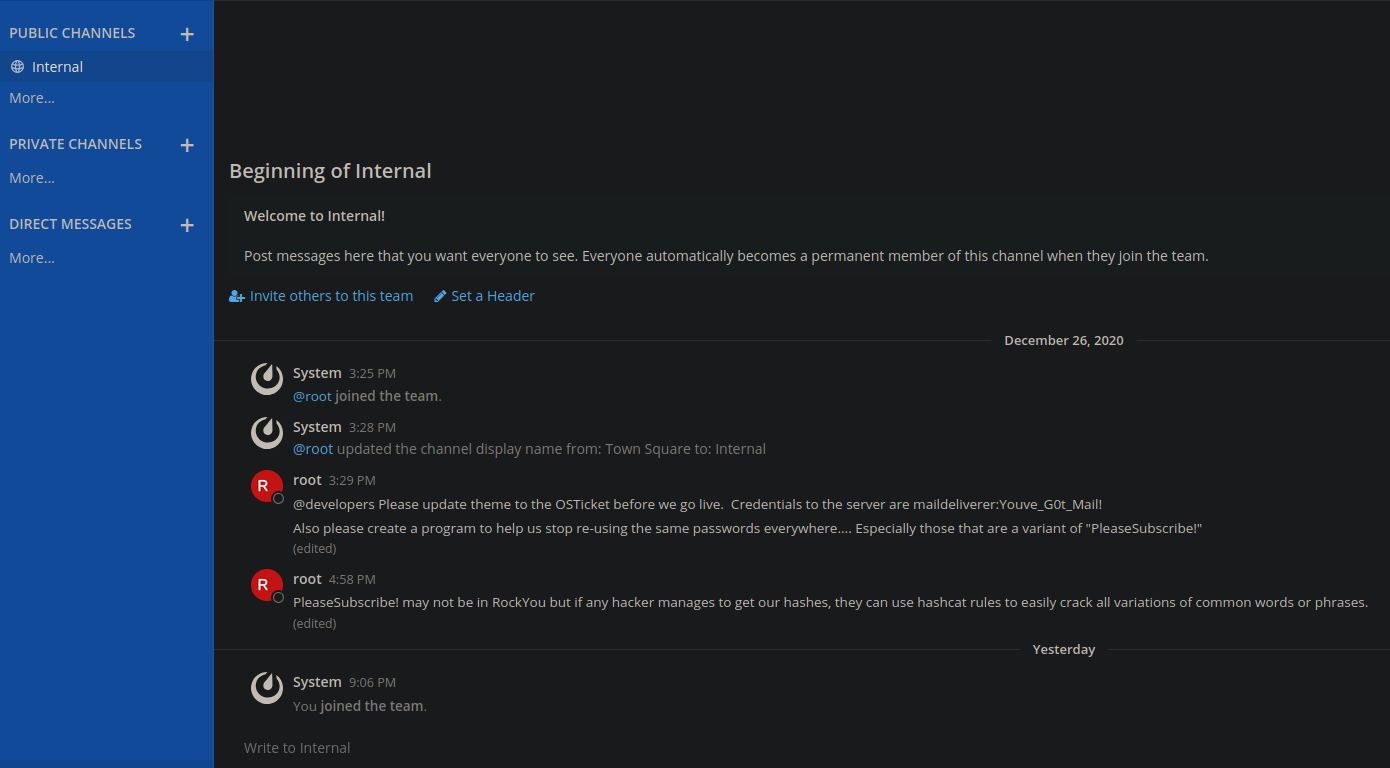 PUBLIC CHANNELS +
Internal
More...
PRIVATE CHANNELS +
More...
DIRECT MESSAGES +
More...
Beginning of Internal
Welcome to Internal!
Post messages here that you want everyone to see. Everyone automatically becomes a permanent member of this channel when they join the team.
Invite others to this team Set a Header
December 26, 2020
System 3:25 PM
@root joined the team.
System 3:28 PM
@root updated the channel display name from: Town Square to: Internal
R root 3:29 PM
@developers Please update theme to the OSTicket before we go live.  Credentials to the server are maildeliverer:Youve_G0t_Mail!
Also please create a program to help us stop re-using the same passwords everywhere.... Especially those that are a variant of "PleaseSubscribe!"
(edited)
R root 4:58 PM
PleaseSubscribe! may not be in RockYou but if any hacker manages to get our hashes, they can use hashcat rules to easily crack all variations of common words or phrases.
(edited)
Yesterday
System 9:06 PM
You joined the team.
Write to Internal